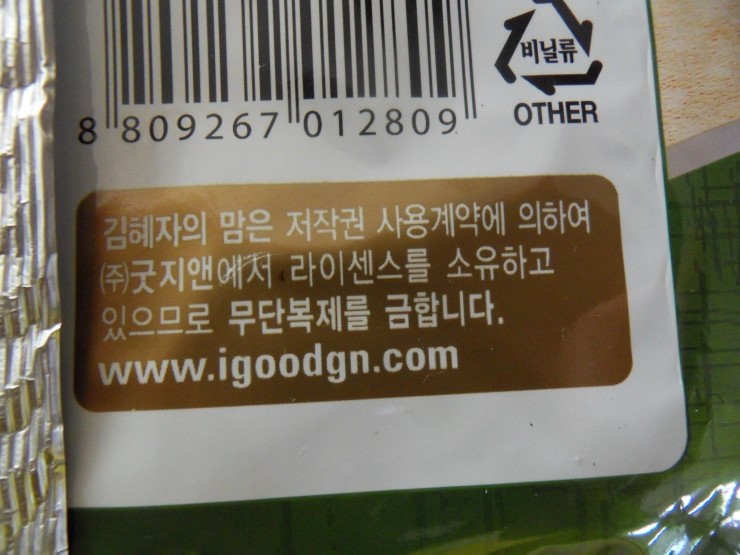 비닐류
OTHER
8 809267 012809
김혜자의 맘은 저작권 사용계약에 의하여
㈜굿지앤에서 라이센스를 소유하고
있으므로 무단복제를 금합니다.
www.igoodgn.com